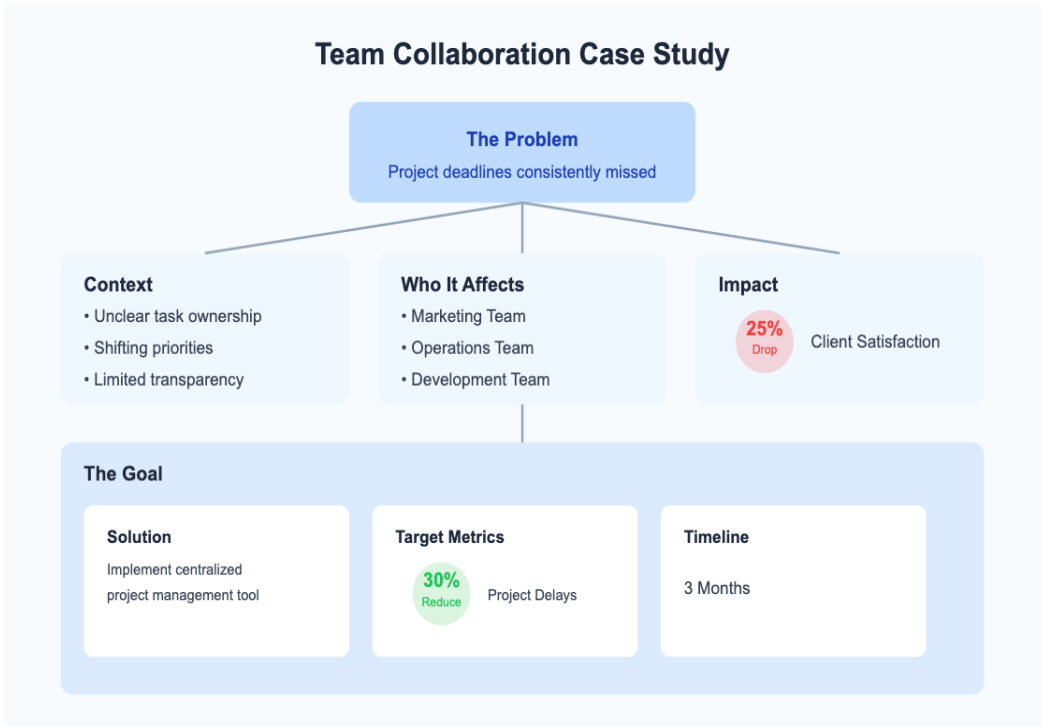 Team Collaboration Case Study
The Problem
Project deadlines consistently missed
Context
• Unclear task ownership
• Shifting priorities
• Limited transparency
Who It Affects
• Marketing Team
• Operations Team
• Development Team
Impact
25%
Drop
Client Satisfaction
The Goal
Solution
Implement centralized
project management tool
Target Metrics
30%
Reduce
Project Delays
Timeline
3 Months